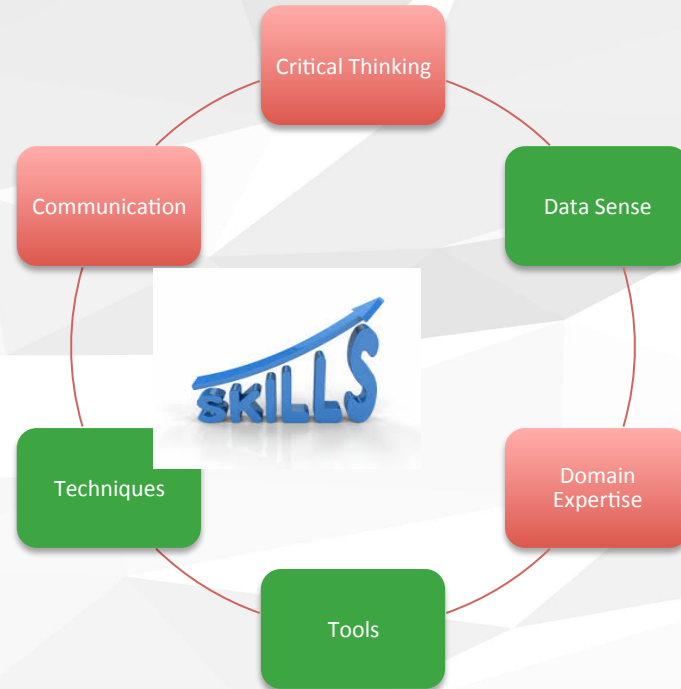 Critical Thinking
Communication
Data Sense
SKILLS
Techniques
Domain
Expertise
Tools